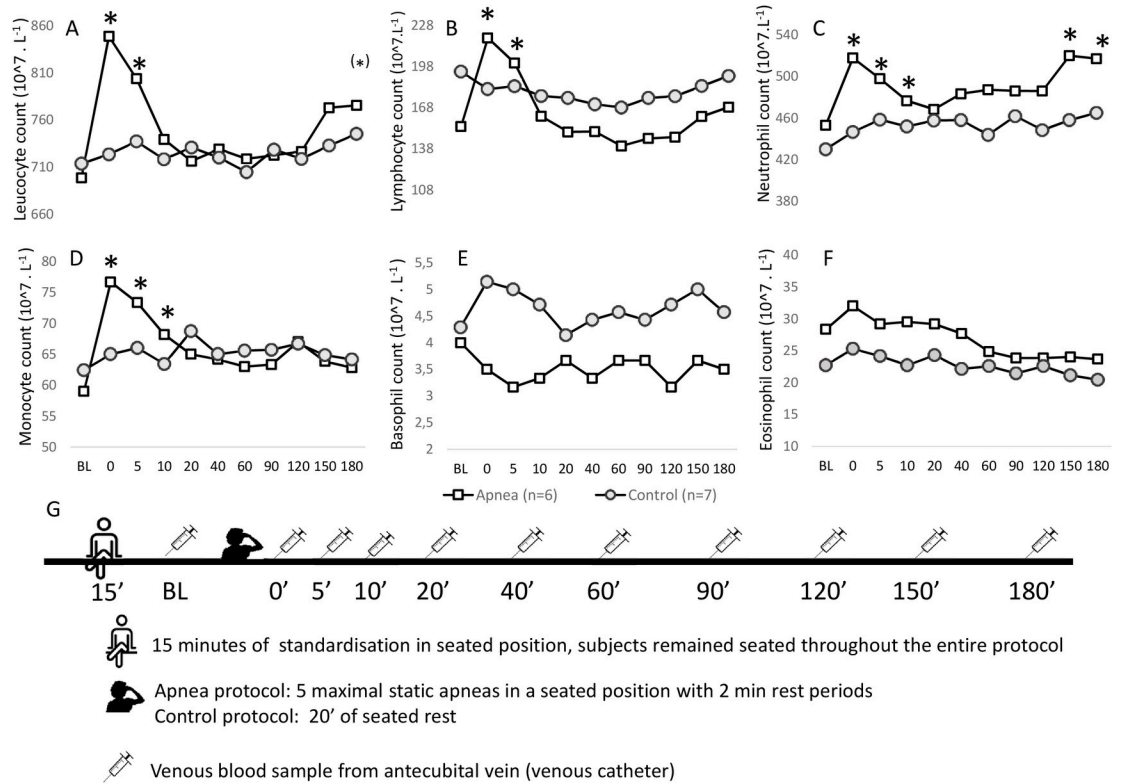 A
Leucocyte count (10^7 . L-1)
860
810
760
710
660
*
*
(*)
B
Lymphocyte count (10^7.L-1)
228
198
168
138
108
*
*
C
Neutrophil count (10^7.L-1)
540
500
460
420
380
*
*
*
*
*
D
Monocyte count (10^7 . L-1)
80
75
70
65
60
55
50
*
*
*
BL 0 5 10 20 40 60 90 120 150 180
E
Basophil count (10^7 . L-1)
5,5
5
4,5
4
3,5
3
2,5
2
BL 0 5 10 20 40 60 90 120 150 180
F
Eosinophil count (10^7 . L-1)
40
35
30
25
20
15
10
BL 0 5 10 20 40 60 90 120 150 180
Apnea (n=6) Control (n=7)
G
15’ BL 0’ 5’ 10’ 20’ 40’ 60’ 90’ 120’ 150’ 180’
15 minutes of standardisation in seated position, subjects remained seated throughout the entire protocol
Apnea protocol: 5 maximal static apneas in a seated position with 2 min rest periods
Control protocol: 20’ of seated rest
Venous blood sample from antecubital vein (venous catheter)